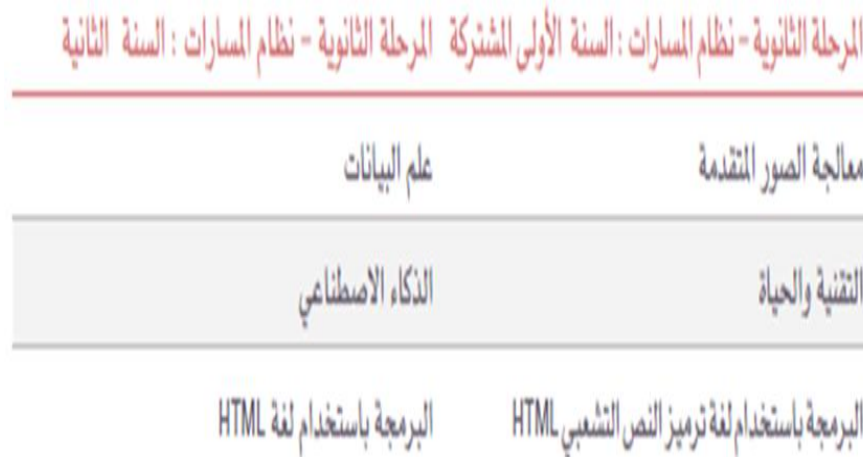 المرحلة الثانوية - نظام المسارات : السنة الأولى المشتركة المرحلة الثانوية - نظام المسارات : السنة الثانية
معالجة الصور المتقدمة علم البيانات
التقنية والحياة الذكاء الاصطناعي
البرمجة باستخدام لغة ترميز النص التشعبي HTML البرمجة باستخدام لغة HTML